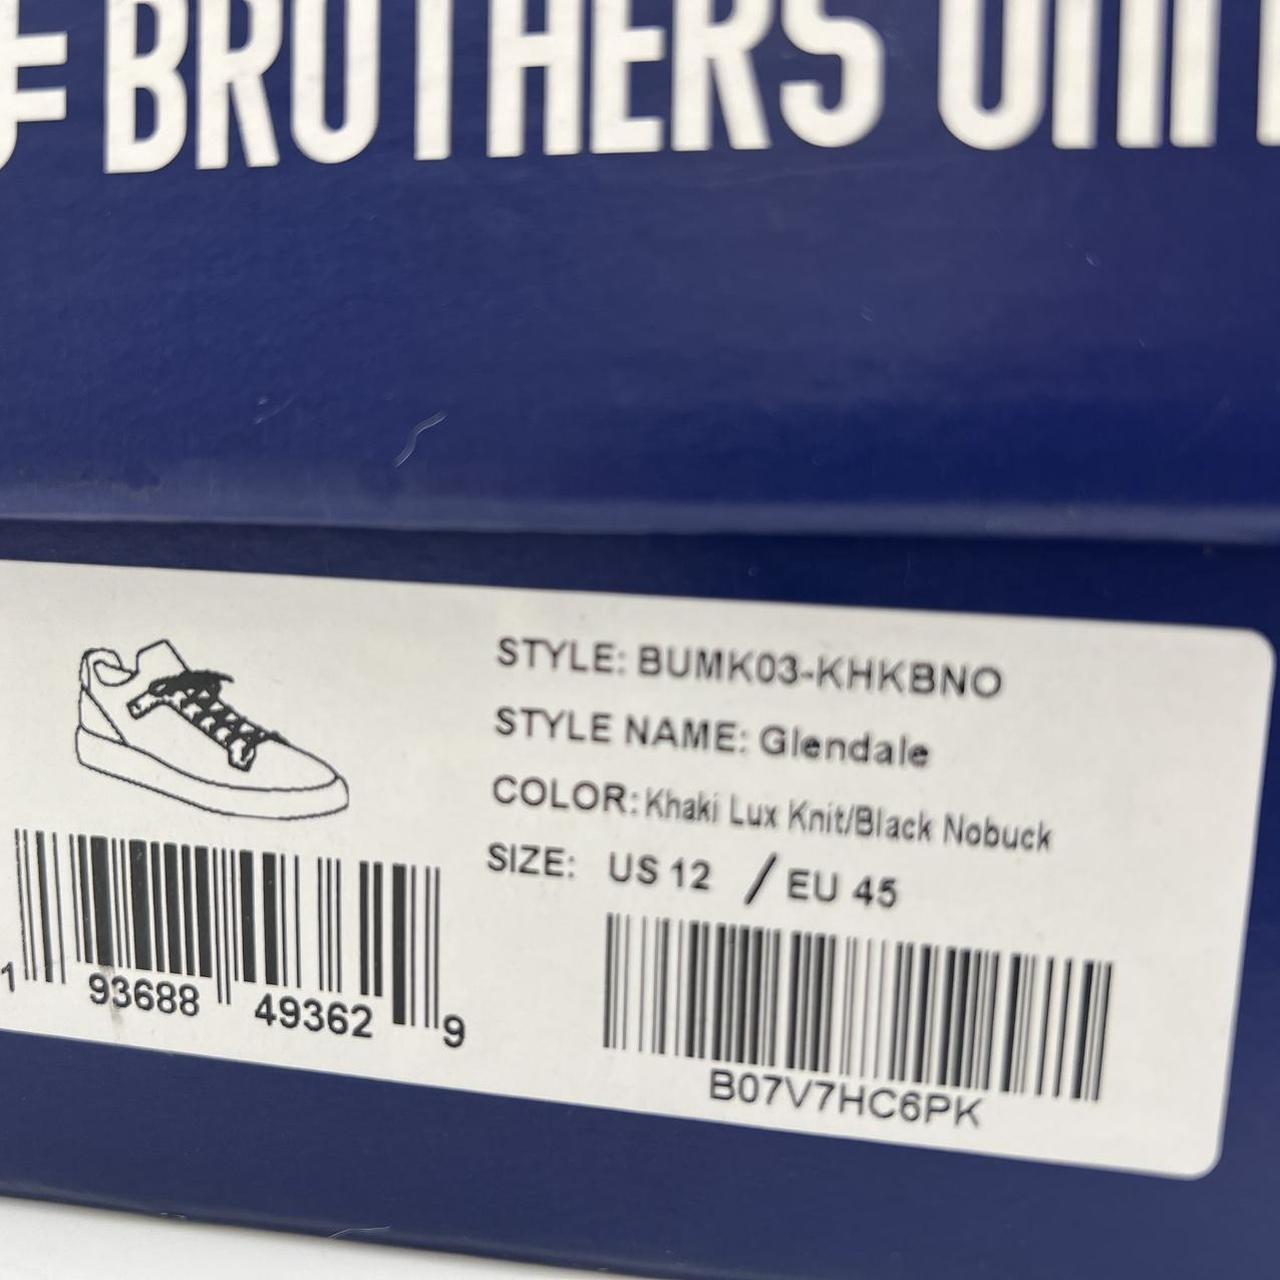 BROTHERS UNIT
STYLE: BUMK03-KHKBNO
STYLE NAME: Glendale
COLOR: Khaki Lux Knit/Black Nobuck
SIZE: US 12 / EU 45
1 93688 49362 9
B07V7HC6PK